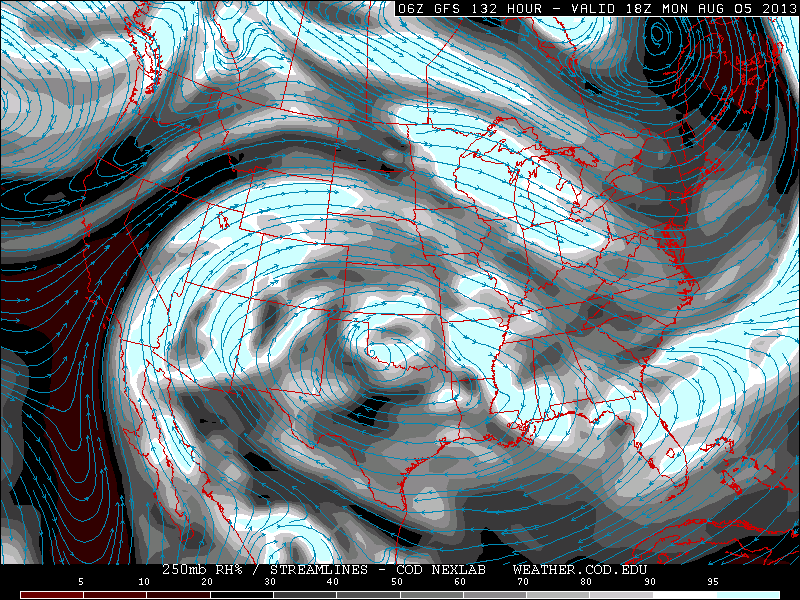 06Z GFS 132 HOUR - VALID 18Z MON AUG 05 2013
250mb RH% / STREAMLINES - COD NEXLAB WEATHER.COD.EDU
5 10 20 30 40 50 60 70 80 90 95